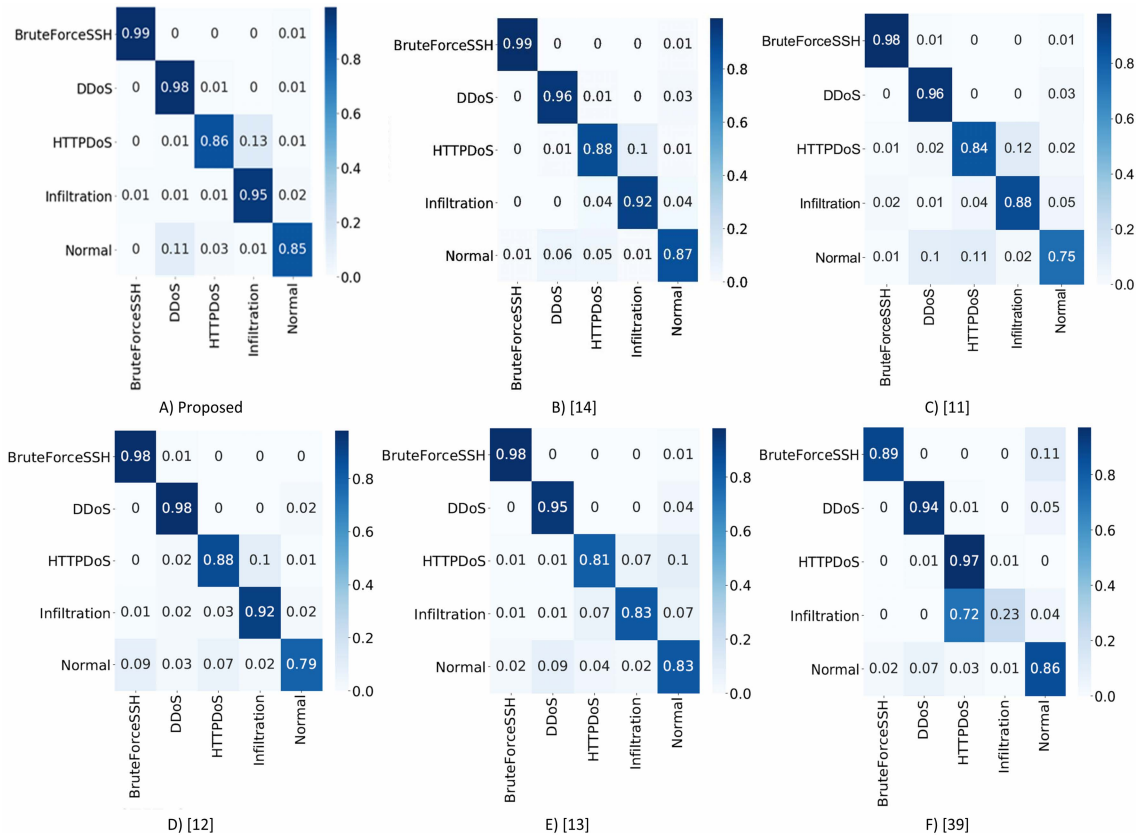 BruteForceSSH 0.99 0 0 0 0.01
DDoS 0 0.98 0.01 0 0.01
HTTPDoS 0 0.01 0.86 0.13 0.01
Infiltration 0.01 0.01 0.01 0.95 0.02
Normal 0 0.11 0.03 0.01 0.85
0.8
0.6
0.4
0.2
0.0
BruteForceSSH
DDoS
HTTPDoS
Infiltration
Normal
A) Proposed
BruteForceSSH 0.99 0 0 0 0.01
DDoS 0 0.96 0.01 0 0.03
HTTPDoS 0 0.01 0.88 0.1 0.01
Infiltration 0 0 0.04 0.92 0.04
Normal 0.01 0.06 0.05 0.01 0.87
0.8
0.6
0.4
0.2
0.0
BruteForceSSH
DDoS
HTTPDoS
Infiltration
Normal
B) [14]
BruteForceSSH 0.98 0.01 0 0 0.01
DDoS 0 0.96 0 0 0.03
HTTPDoS 0.01 0.02 0.84 0.12 0.02
Infiltration 0.02 0.01 0.04 0.88 0.05
Normal 0.01 0.1 0.11 0.02 0.75
0.8
0.6
0.4
0.2
0.0
BruteForceSSH
DDoS
HTTPDoS
Infiltration
Normal
C) [11]
BruteForceSSH 0.98 0.01 0 0 0
DDoS 0 0.98 0 0 0.02
HTTPDoS 0 0.02 0.88 0.1 0.01
Infiltration 0.01 0.02 0.03 0.92 0.02
Normal 0.09 0.03 0.07 0.02 0.79
0.8
0.6
0.4
0.2
0.0
BruteForceSSH
DDoS
HTTPDoS
Infiltration
Normal
D) [12]
BruteForceSSH 0.98 0 0 0 0.01
DDoS 0 0.95 0 0 0.04
HTTPDoS 0.01 0.01 0.81 0.07 0.1
Infiltration 0.01 0.01 0.07 0.83 0.07
Normal 0.02 0.09 0.04 0.02 0.83
0.8
0.6
0.4
0.2
0.0
BruteForceSSH
DDoS
HTTPDoS
Infiltration
Normal
E) [13]
BruteForceSSH 0.89 0 0 0 0.11
DDoS 0 0.94 0.01 0 0.05
HTTPDoS 0 0.01 0.97 0.01 0
Infiltration 0 0 0.72 0.23 0.04
Normal 0.02 0.07 0.03 0.01 0.86
0.8
0.6
0.4
0.2
0.0
BruteForceSSH
DDoS
HTTPDoS
Infiltration
Normal
F) [39]